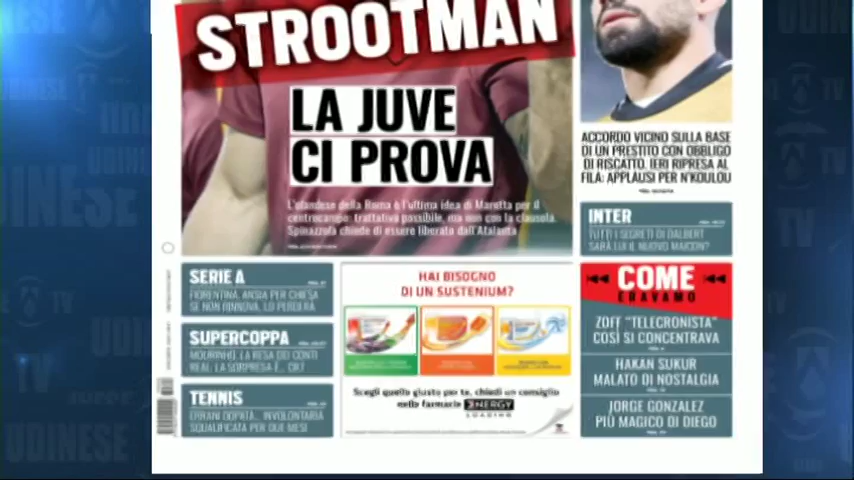 STROOTMAN
LA JUVE
CI PROVA
L'olandese della Roma è l'ultima idea di Marotta per il
centrocampo: trattativa possibile, ma non con la clausola.
Spinazzola chiede di essere liberato dall'Atalanta
ACCORDO VICINO SULLA BASE
DI UN PRESTITO CON OBBLIGO
DI RISCATTO. IERI RIPRESA AL
FILA: APPLAUSI PER N'KOULOU
INTER
TUTTI I SEGRETI DI DALBERT
SARÀ LUI IL NUOVO MAICON?
SERIE A
FIORENTINA, ANSIA PER CHIESA
SE NON RINNOVA, LO PERDERÀ
SUPERCOPPA
MOURINHO, LA RESA DEI CONTI
REAL: LA SORPRESA È... CR7
TENNIS
ERRANI DOPATA... INVOLONTARIA
SQUALIFICATA PER DUE MESI
HAI BISOGNO
DI UN SUSTENIUM?
Scegli quello giusto per te, chiedi un consiglio
nelle farmacie ENERGY
LOADING
COME
ERAVAMO
ZOFF "TELECRONISTA"
COSÌ SI CONCENTRAVA
HAKAN SUKUR
MALATO DI NOSTALGIA
JORGE GONZALEZ
PIÙ MAGICO DI DIEGO
UDINESE
TV
UDINESE